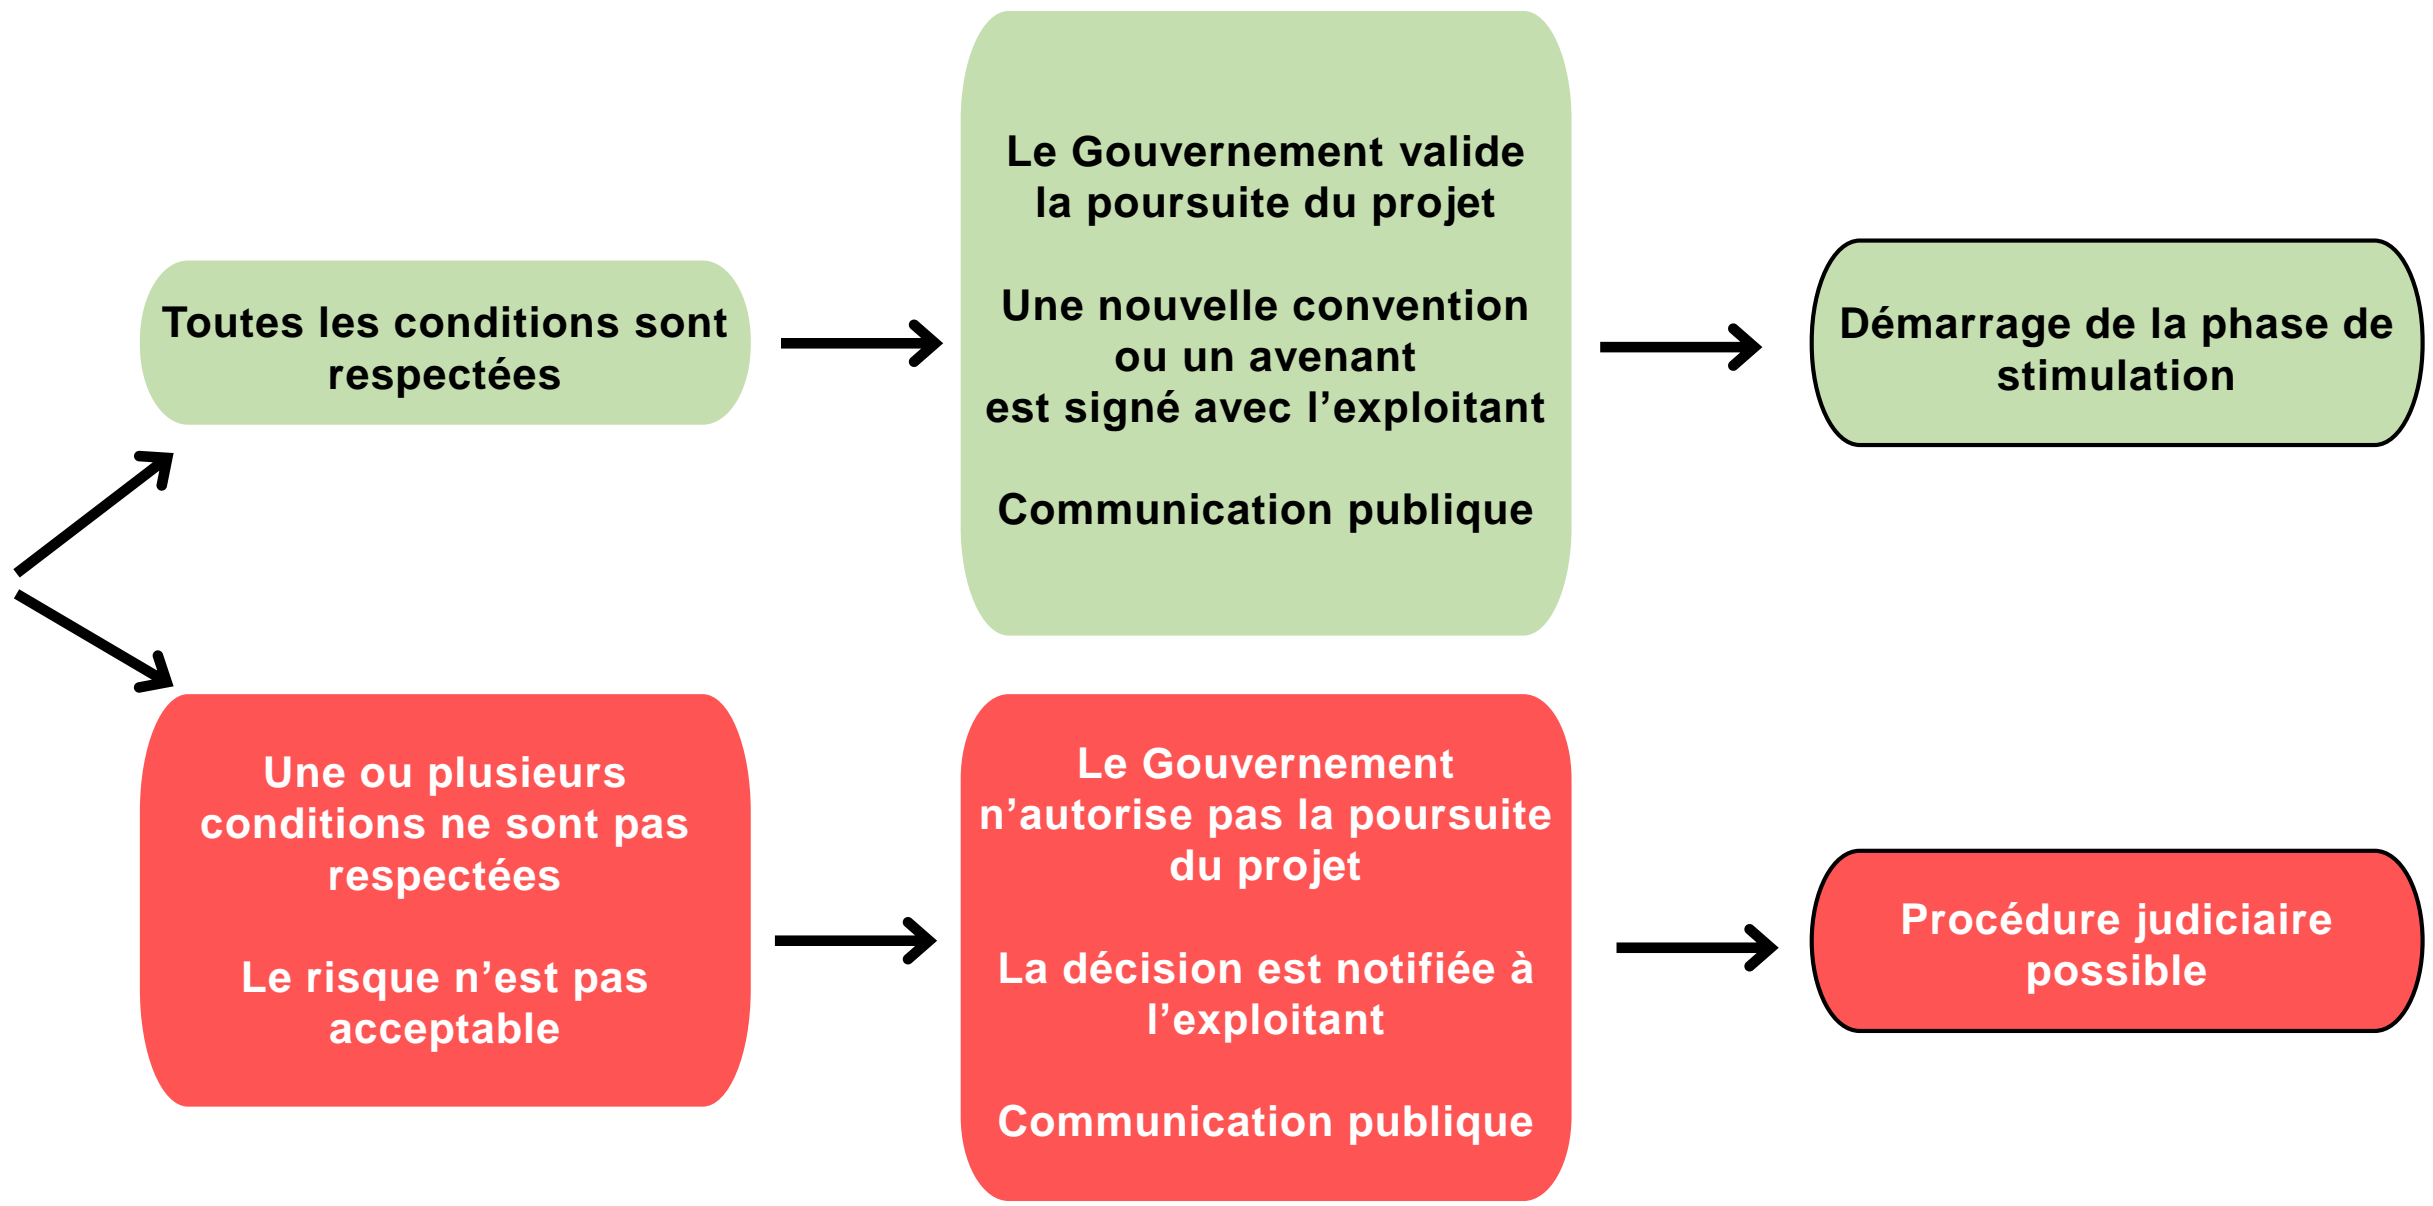 Toutes les conditions sont
respectées
Le Gouvernement valide
la poursuite du projet
Une nouvelle convention
ou un avenant
est signé avec l’exploitant
Communication publique
Démarrage de la phase de
stimulation
Une ou plusieurs
conditions ne sont pas
respectées
Le risque n’est pas
acceptable
Le Gouvernement
n’autorise pas la poursuite
du projet
La décision est notifiée à
l’exploitant
Communication publique
Procédure judiciaire
possible